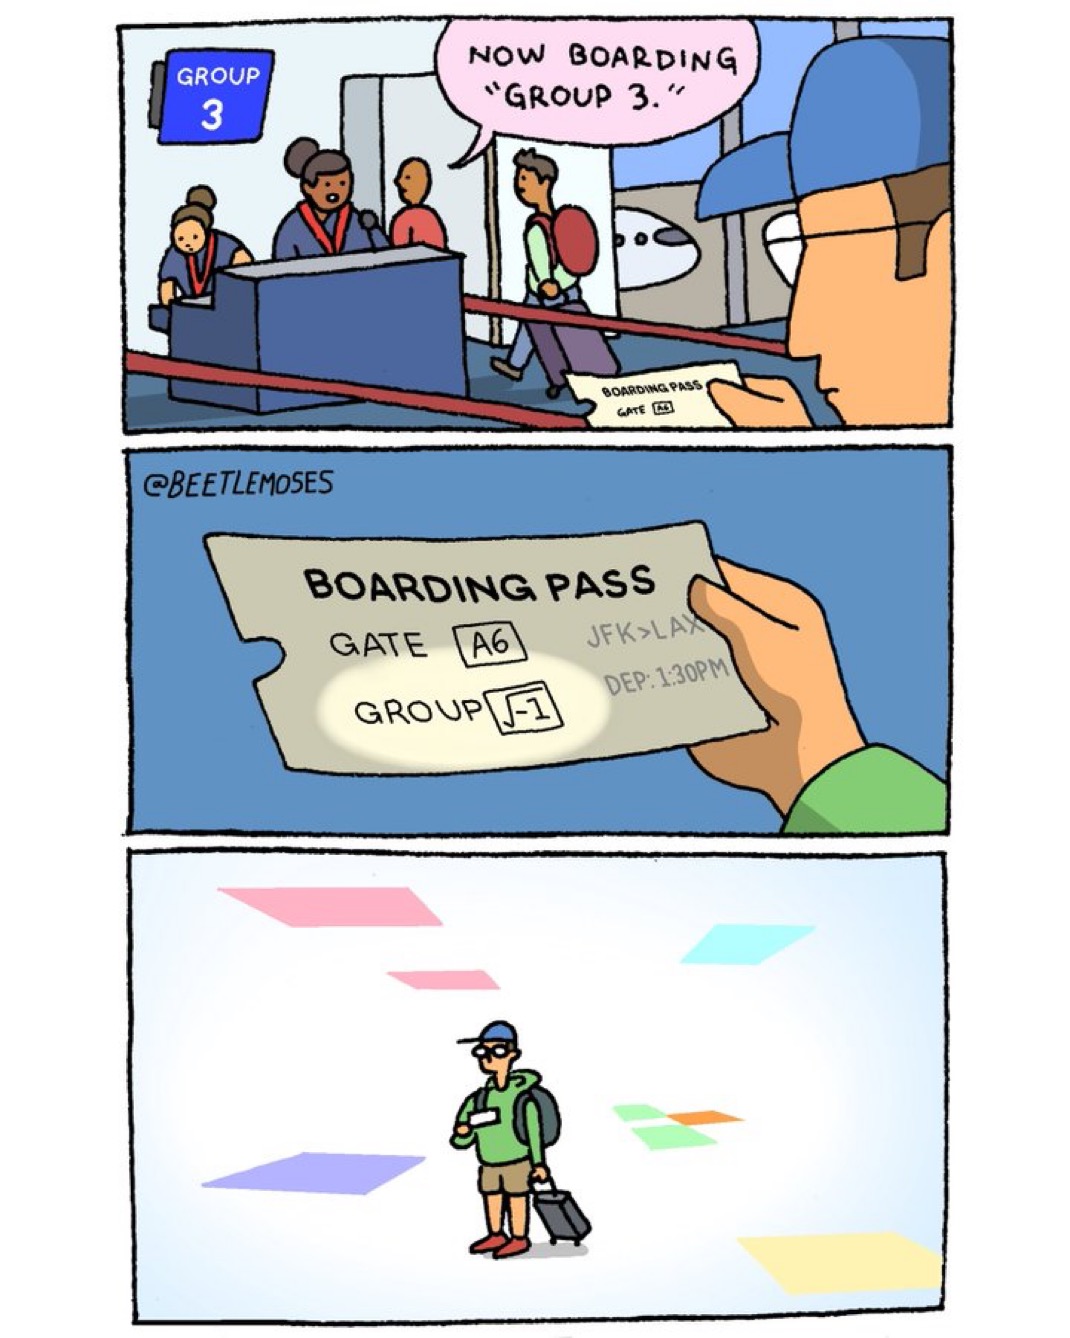 GROUP
3
NOW BOARDING
"GROUP 3."
BOARDING PASS
GATE A6
@BEETLEMOSES
BOARDING PASS
GATE A6
JFK>LAX
GROUP √-1
DEP: 1:30PM